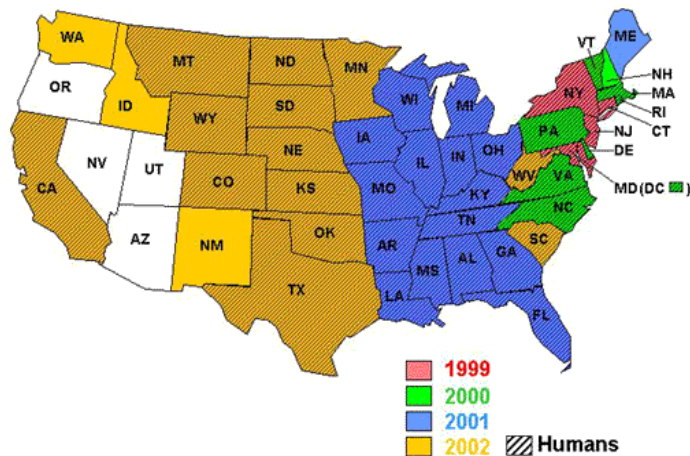 WA
MT
ND
MN
VT
ME
OR
ID
SD
WI
MI
NY
NH
MA
RI
CT
WY
NE
IA
PA
NJ
DE
NV
UT
CO
KS
MO
IL
IN
OH
WV
VA
MD (DC )
CA
KY
NC
AZ
NM
OK
AR
TN
SC
TX
LA
MS
AL
GA
FL
1999
2000
2001
2002
Humans